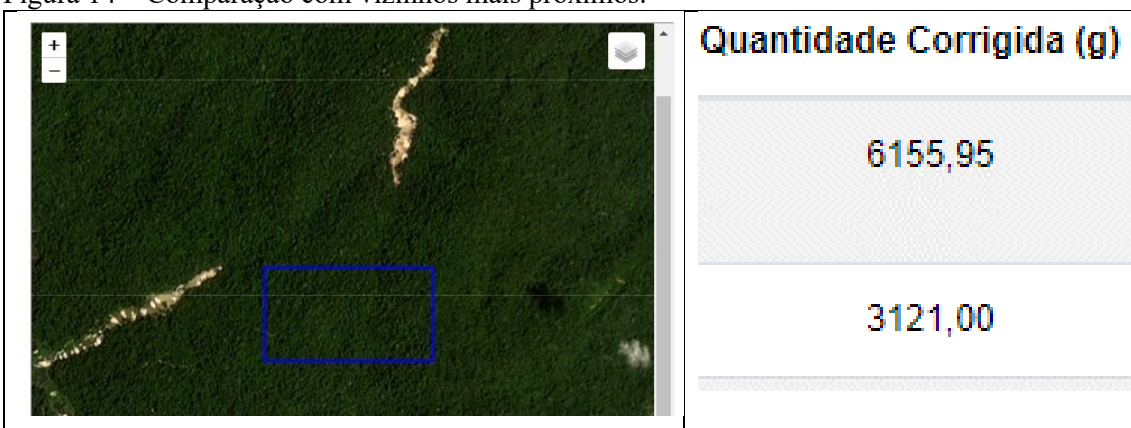 Figura 14 – Comparação com vizinhos mais próximos.
+
−
Quantidade Corrigida (g)
6155,95
3121,00